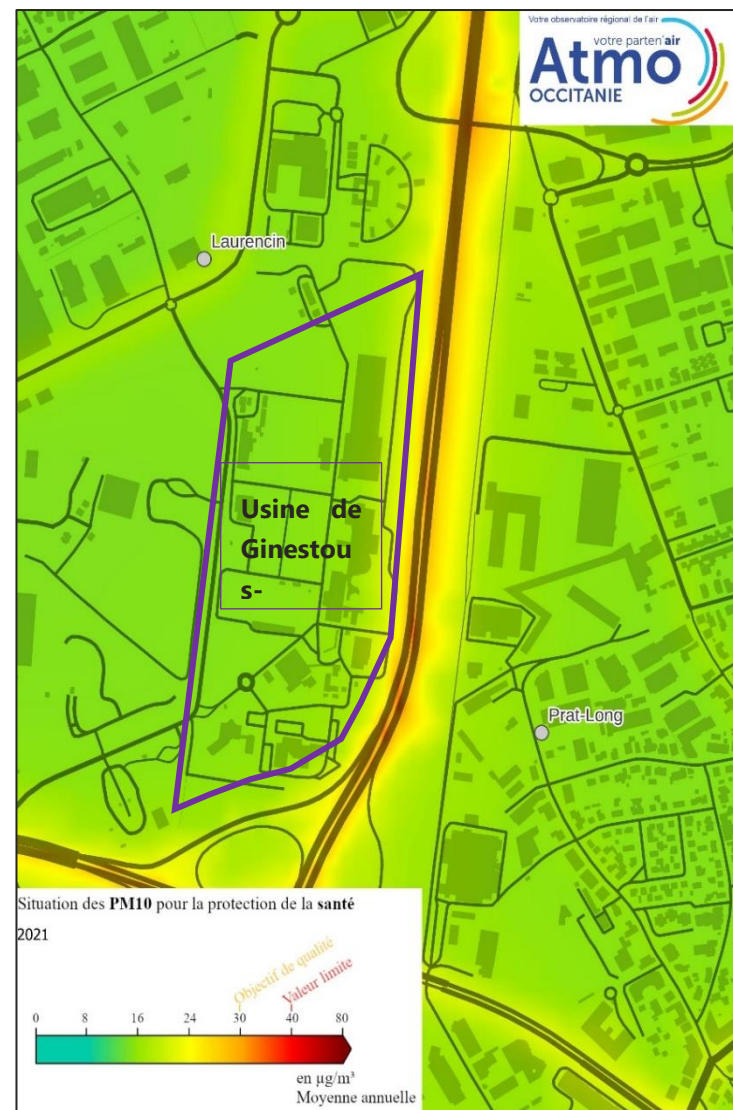 Votre observatoire régional de l'air
votre parten'air
Atmo
OCCITANIE
Laurencin
Usine de
Ginestou
s-
Prat-Long
Situation des PM10 pour la protection de la santé
2021
Objectif de qualité
Valeur limite
0 8 16 24 30 40 80
en µg/m³
Moyenne annuelle